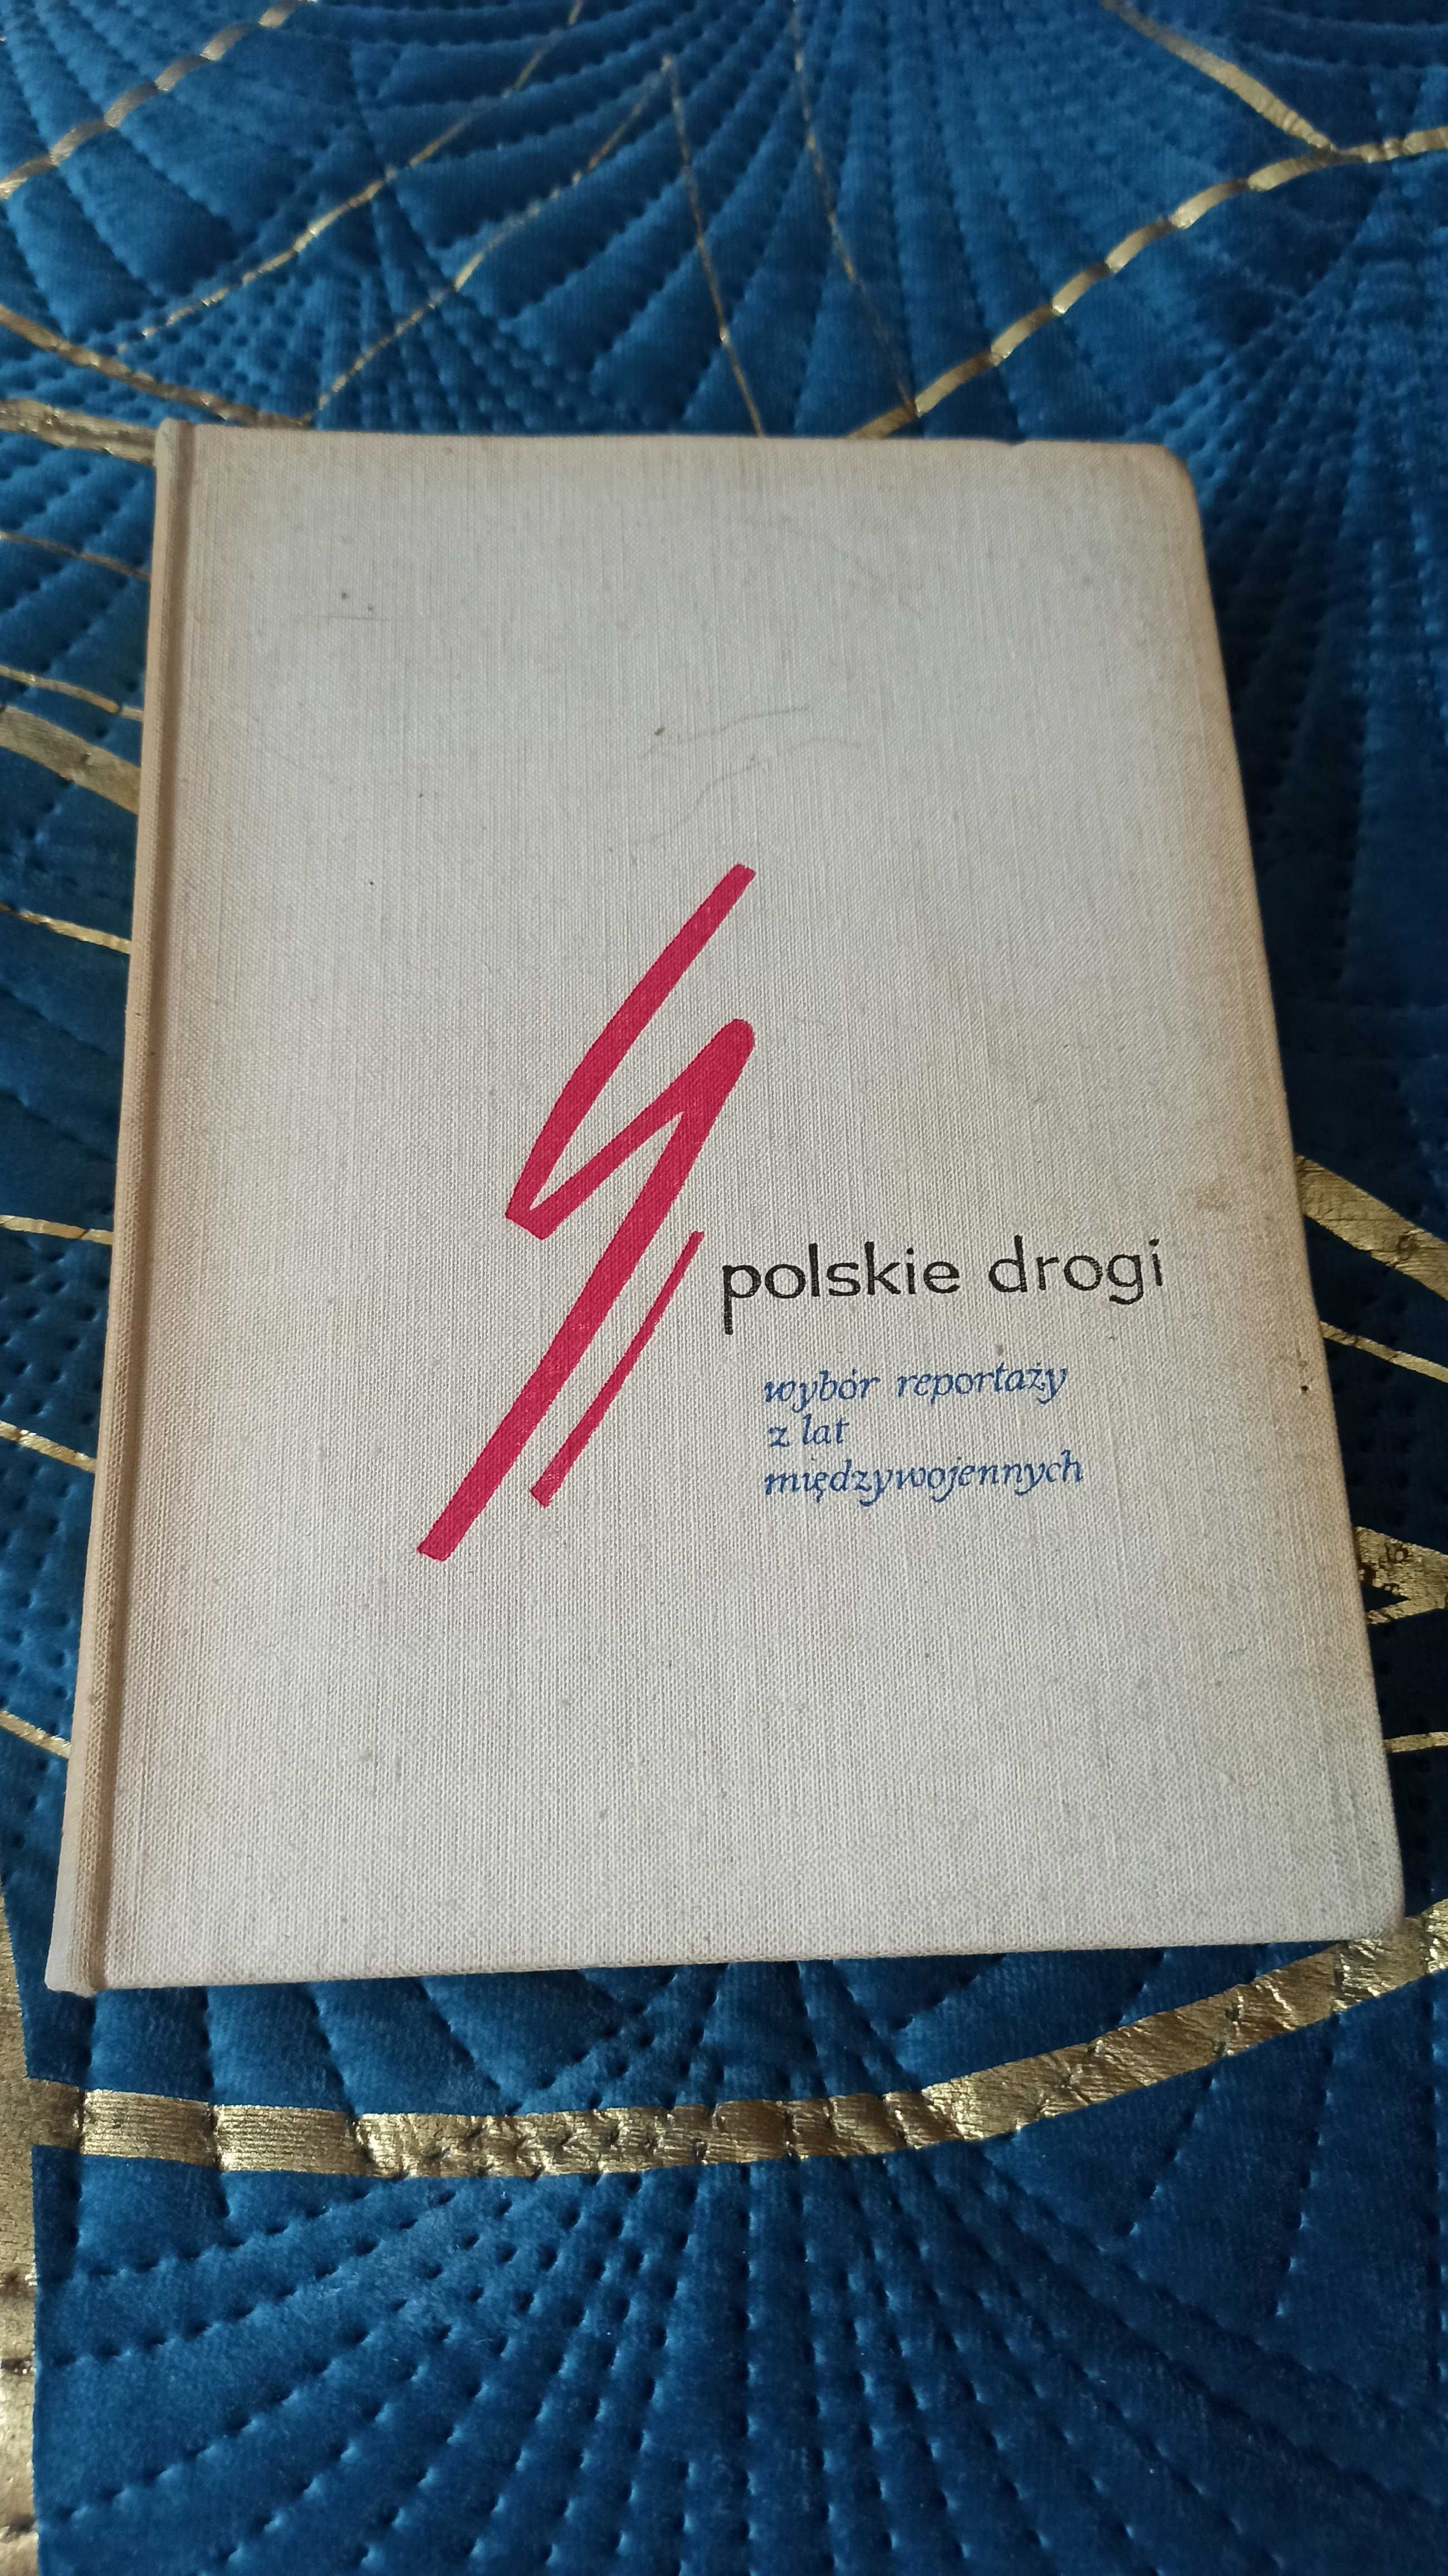 polskie drogi
wybór reportaży
z lat
międzywojennych